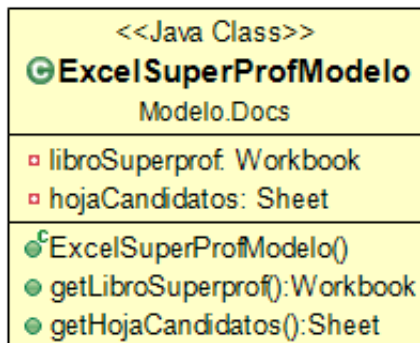 <<Java Class>>
ExcelSuperProfModelo
Modelo.Docs
libroSuperprof: Workbook
hojaCandidatos: Sheet
ExcelSuperProfModelo()
getLibroSuperprof():Workbook
getHojaCandidatos():Sheet